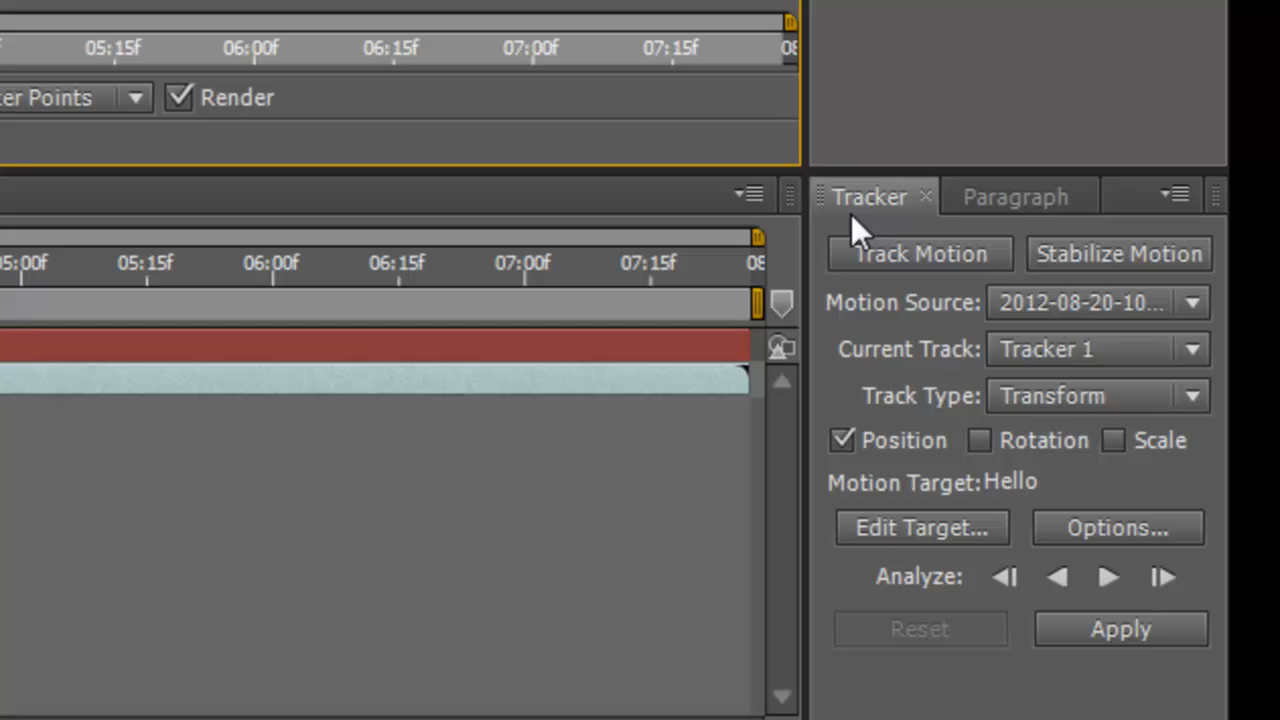 05:15f 06:00f 06:15f 07:00f 07:15f 08
er Points Render
Tracker Paragraph
Track Motion Stabilize Motion
5:00f 05:15f 06:00f 06:15f 07:00f 07:15f 08
Motion Source: 2012-08-20-10...
Current Track: Tracker 1
Track Type: Transform
Position Rotation Scale
Motion Target: Hello
Edit Target... Options...
Analyze:
Reset Apply